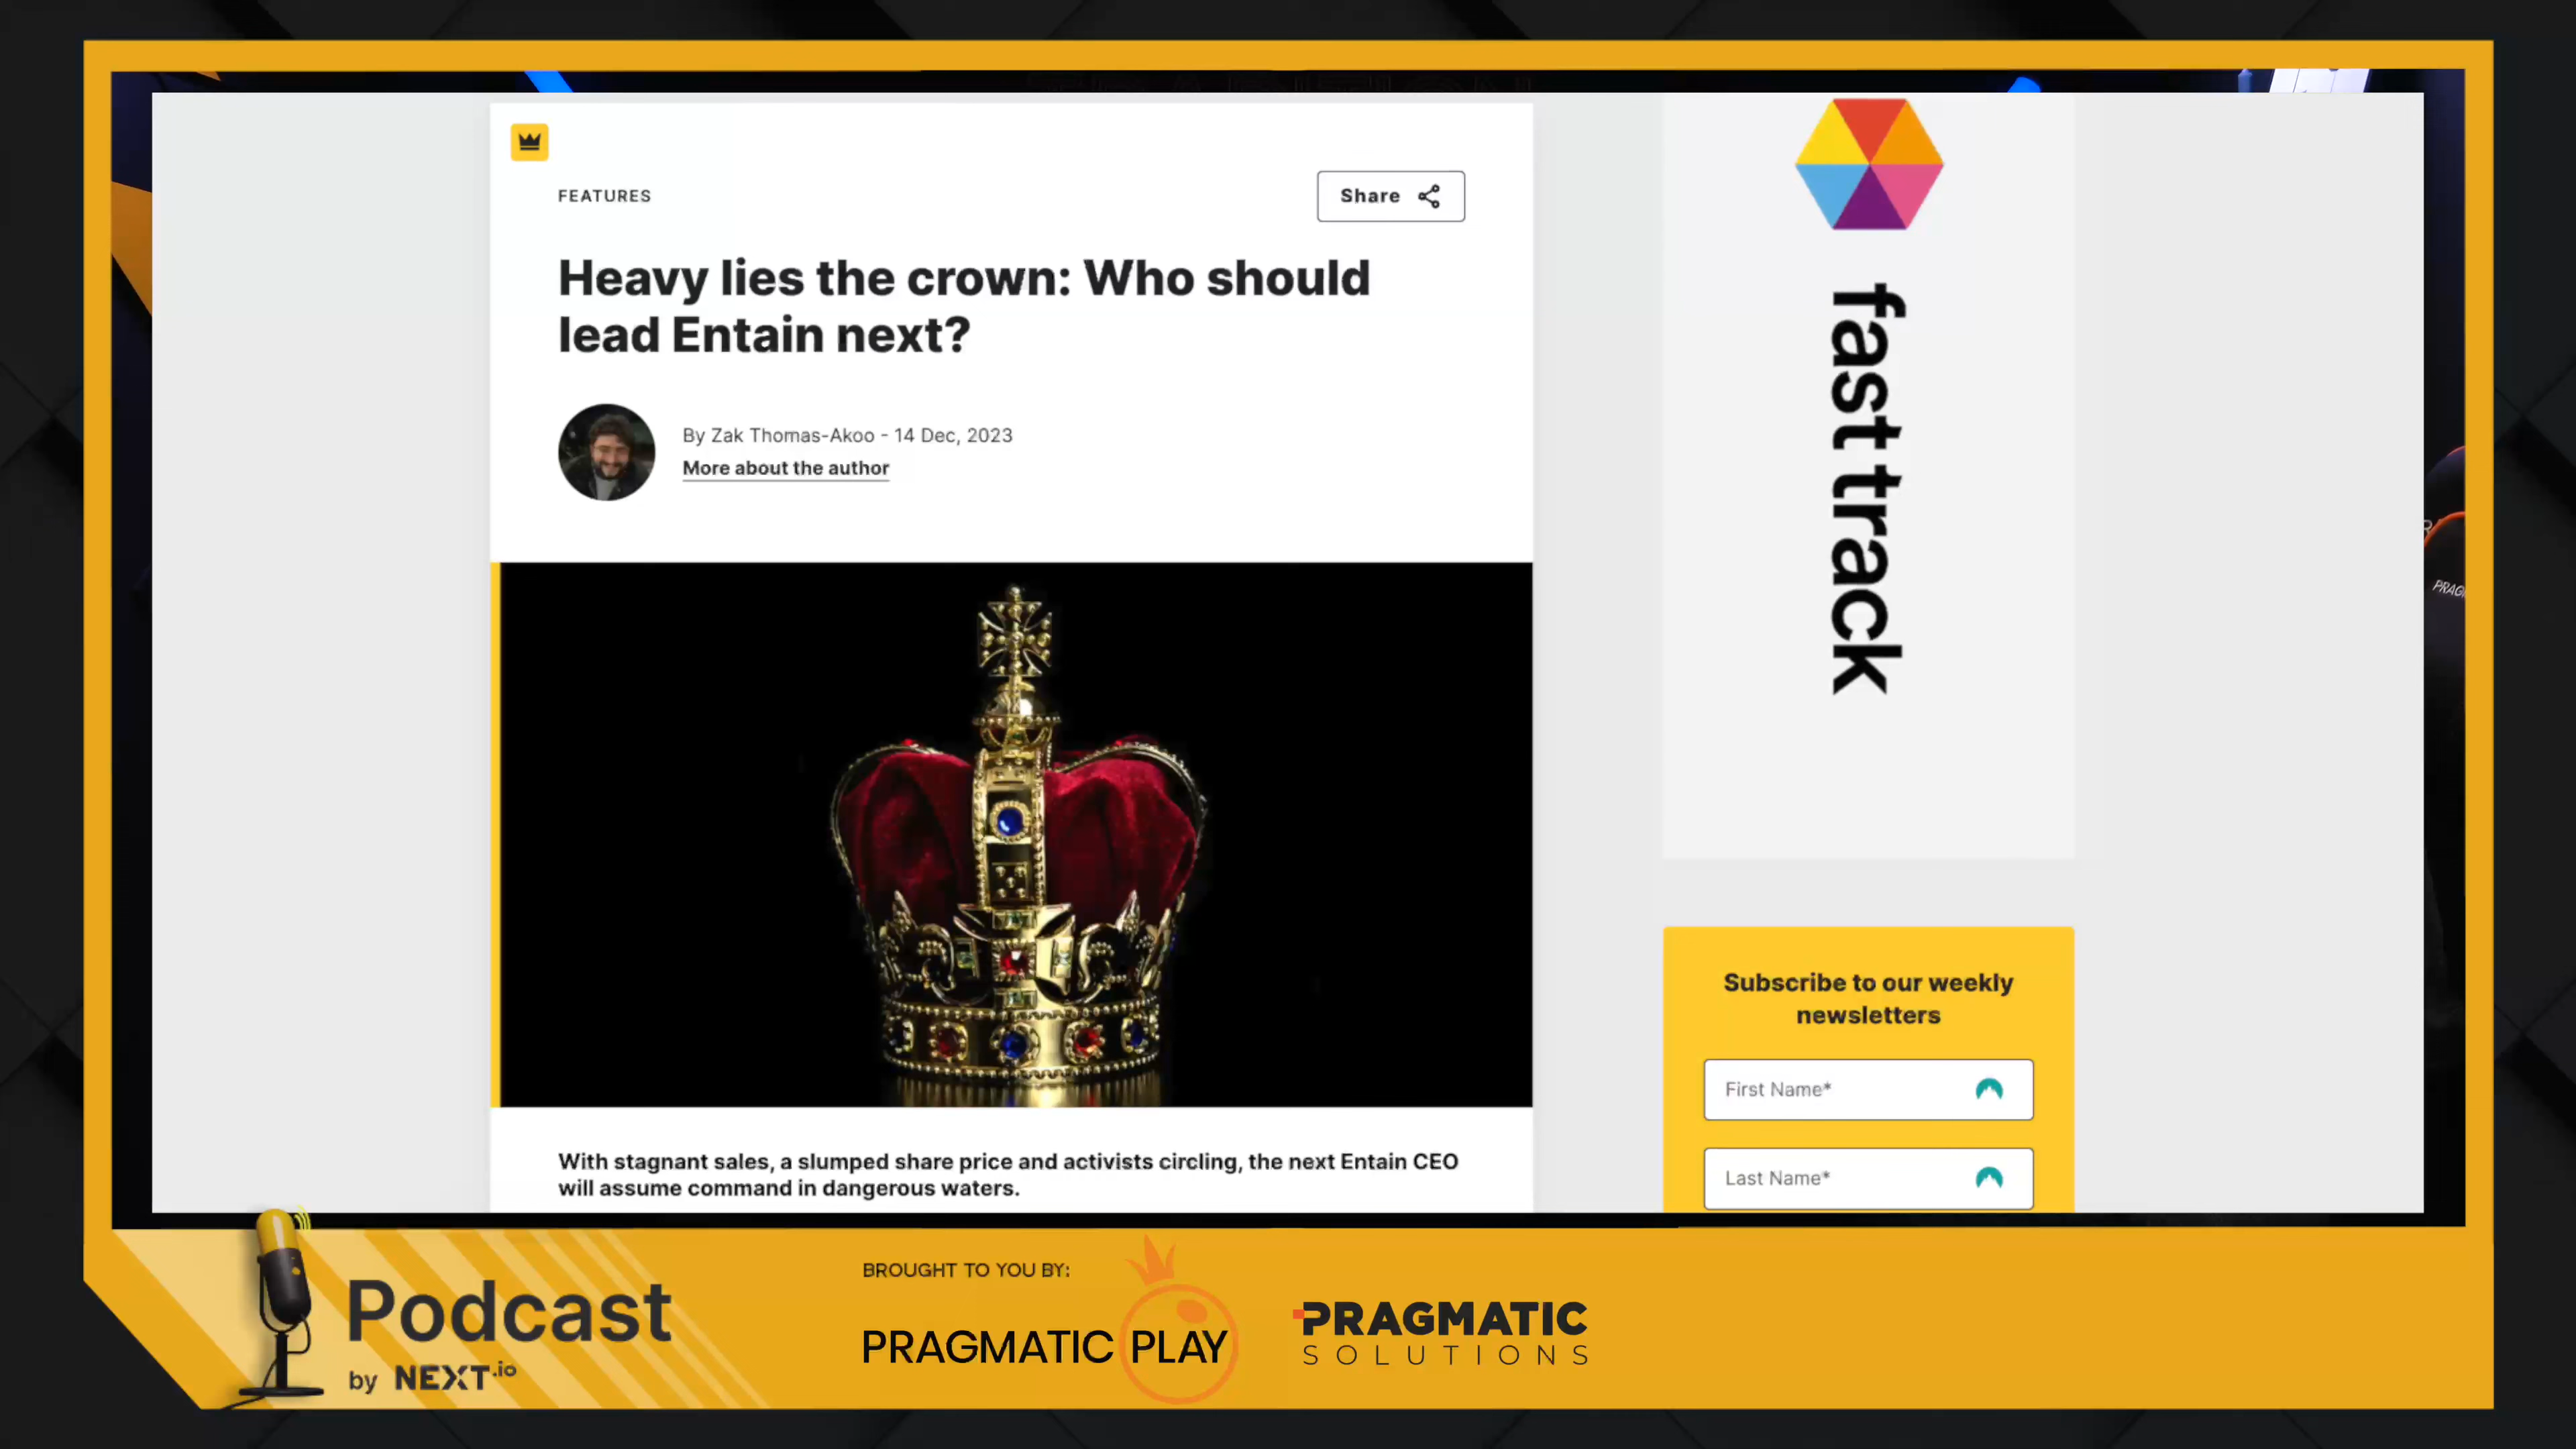 FEATURES
Share
Heavy lies the crown: Who should
lead Entain next?
By Zak Thomas-Akoo - 14 Dec, 2023
More about the author
With stagnant sales, a slumped share price and activists circling, the next Entain CEO
will assume command in dangerous waters.
fast track
Subscribe to our weekly
newsletters
First Name*
Last Name*
PRAG
Podcast
by NEXT.io
BROUGHT TO YOU BY:
PRAGMATIC PLAY
PRAGMATIC
SOLUTIONS